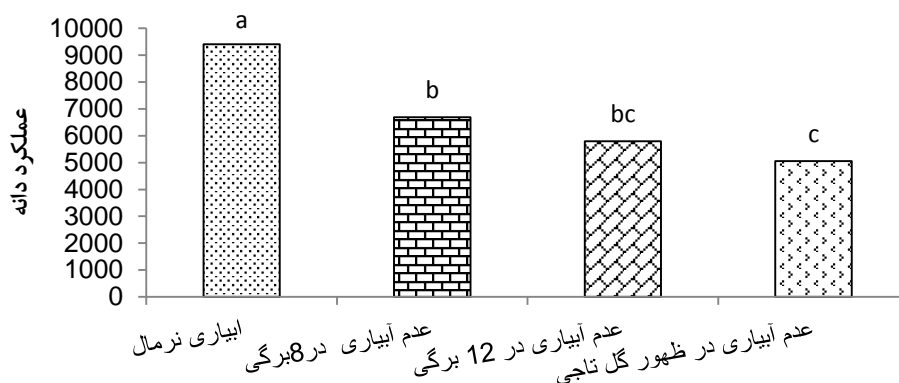 عملکرد دانه
10000
9000
8000
7000
6000
5000
4000
3000
2000
1000
0
a
b
bc
c
ابیاری نرمال
عدم آبیاری در8برگی
عدم آبیاری در 12 برگی
عدم آبیاری در ظهور گل تاجی